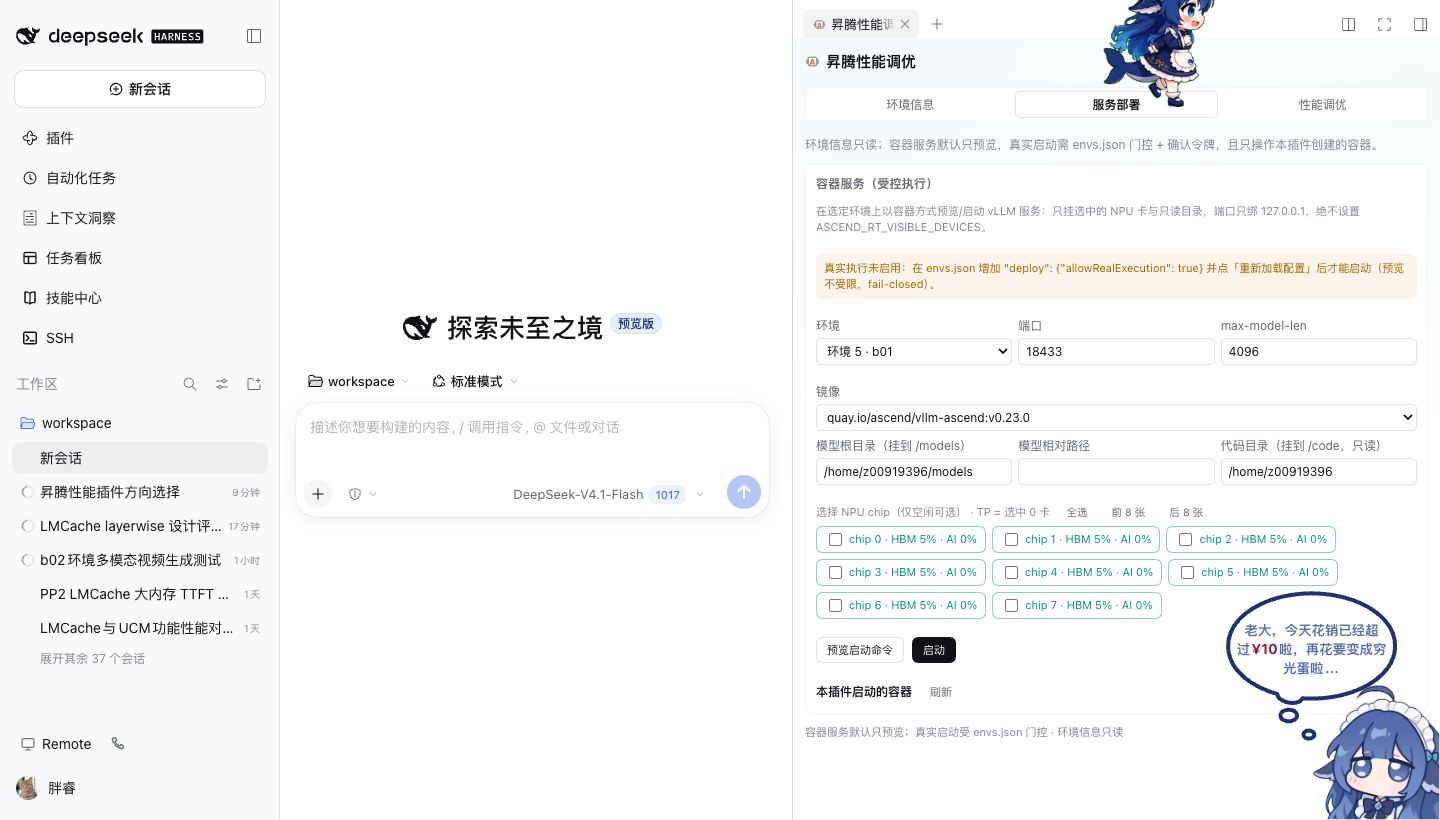 deepseek HARNESS
新会话
插件
自动化任务
上下文洞察
任务看板
技能中心
SSH
工作区
workspace
新会话
昇腾性能插件方向选择 9分钟
LMCache layerwise 设计评... 17分钟
b02环境多模态视频生成测试 1小时
PP2 LMCache 大内存 TTFT ... 1天
LMCache与UCM功能性能对... 1天
展开其余 37 个会话
Remote
胖睿
探索未至之境 预览版
workspace 标准模式
描述你想要构建的内容, / 调用指令, @ 文件或对话
DeepSeek-V4.1-Flash 1017
昇腾性能调
昇腾性能调优
环境信息 服务部署 性能调优
环境信息只读；容器服务默认只预览，真实启动需 envs.json 门控 + 确认令牌，且只操作本插件创建的容器。
容器服务（受控执行）
在选定环境上以容器方式预览/启动 vLLM 服务：只挂选中的 NPU 卡与只读目录，端口只绑 127.0.0.1，绝不设置
ASCEND_RT_VISIBLE_DEVICES。
真实执行未启用：在 envs.json 增加 "deploy": {"allowRealExecution": true} 并点「重新加载配置」后才能启动（预览
不受限，fail-closed）。
环境 端口 max-model-len
环境 5 · b01 18433 4096
镜像
quay.io/ascend/vllm-ascend:v0.23.0
模型根目录（挂到 /models） 模型相对路径 代码目录（挂到 /code，只读）
/home/z00919396/models /home/z00919396
选择 NPU chip（仅空闲可选） · TP = 选中 0 卡 全选 前 8 张 后 8 张
chip 0 · HBM 5% · AI 0% chip 1 · HBM 5% · AI 0% chip 2 · HBM 5% · AI 0%
chip 3 · HBM 5% · AI 0% chip 4 · HBM 5% · AI 0% chip 5 · HBM 5% · AI 0%
chip 6 · HBM 5% · AI 0% chip 7 · HBM 5% · AI 0%
预览启动命令 启动
本插件启动的容器 刷新
容器服务默认只预览；真实启动受 envs.json 门控 · 环境信息只读
老大，今天花销已经超
过¥10啦，再花要变成穷
光蛋啦...